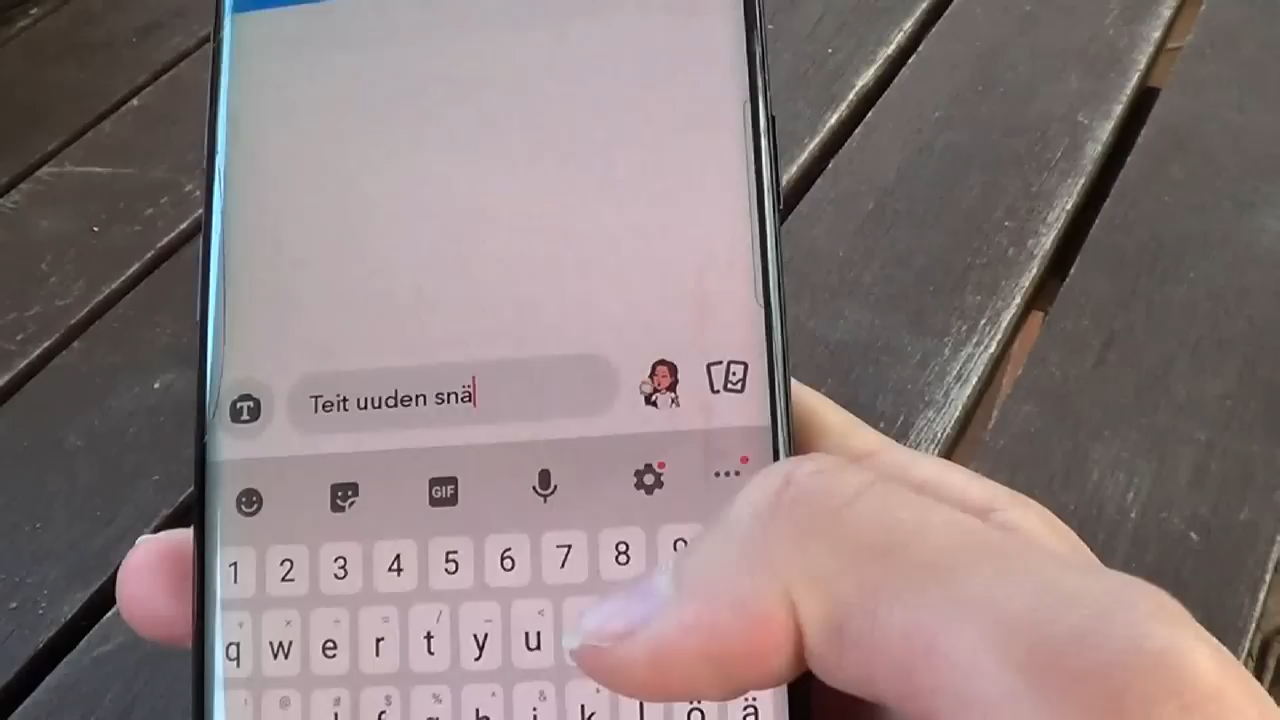 T
Teit uuden snä
GIF
1 2 3 4 5 6 7 8
q w e r t y u
k ö ä